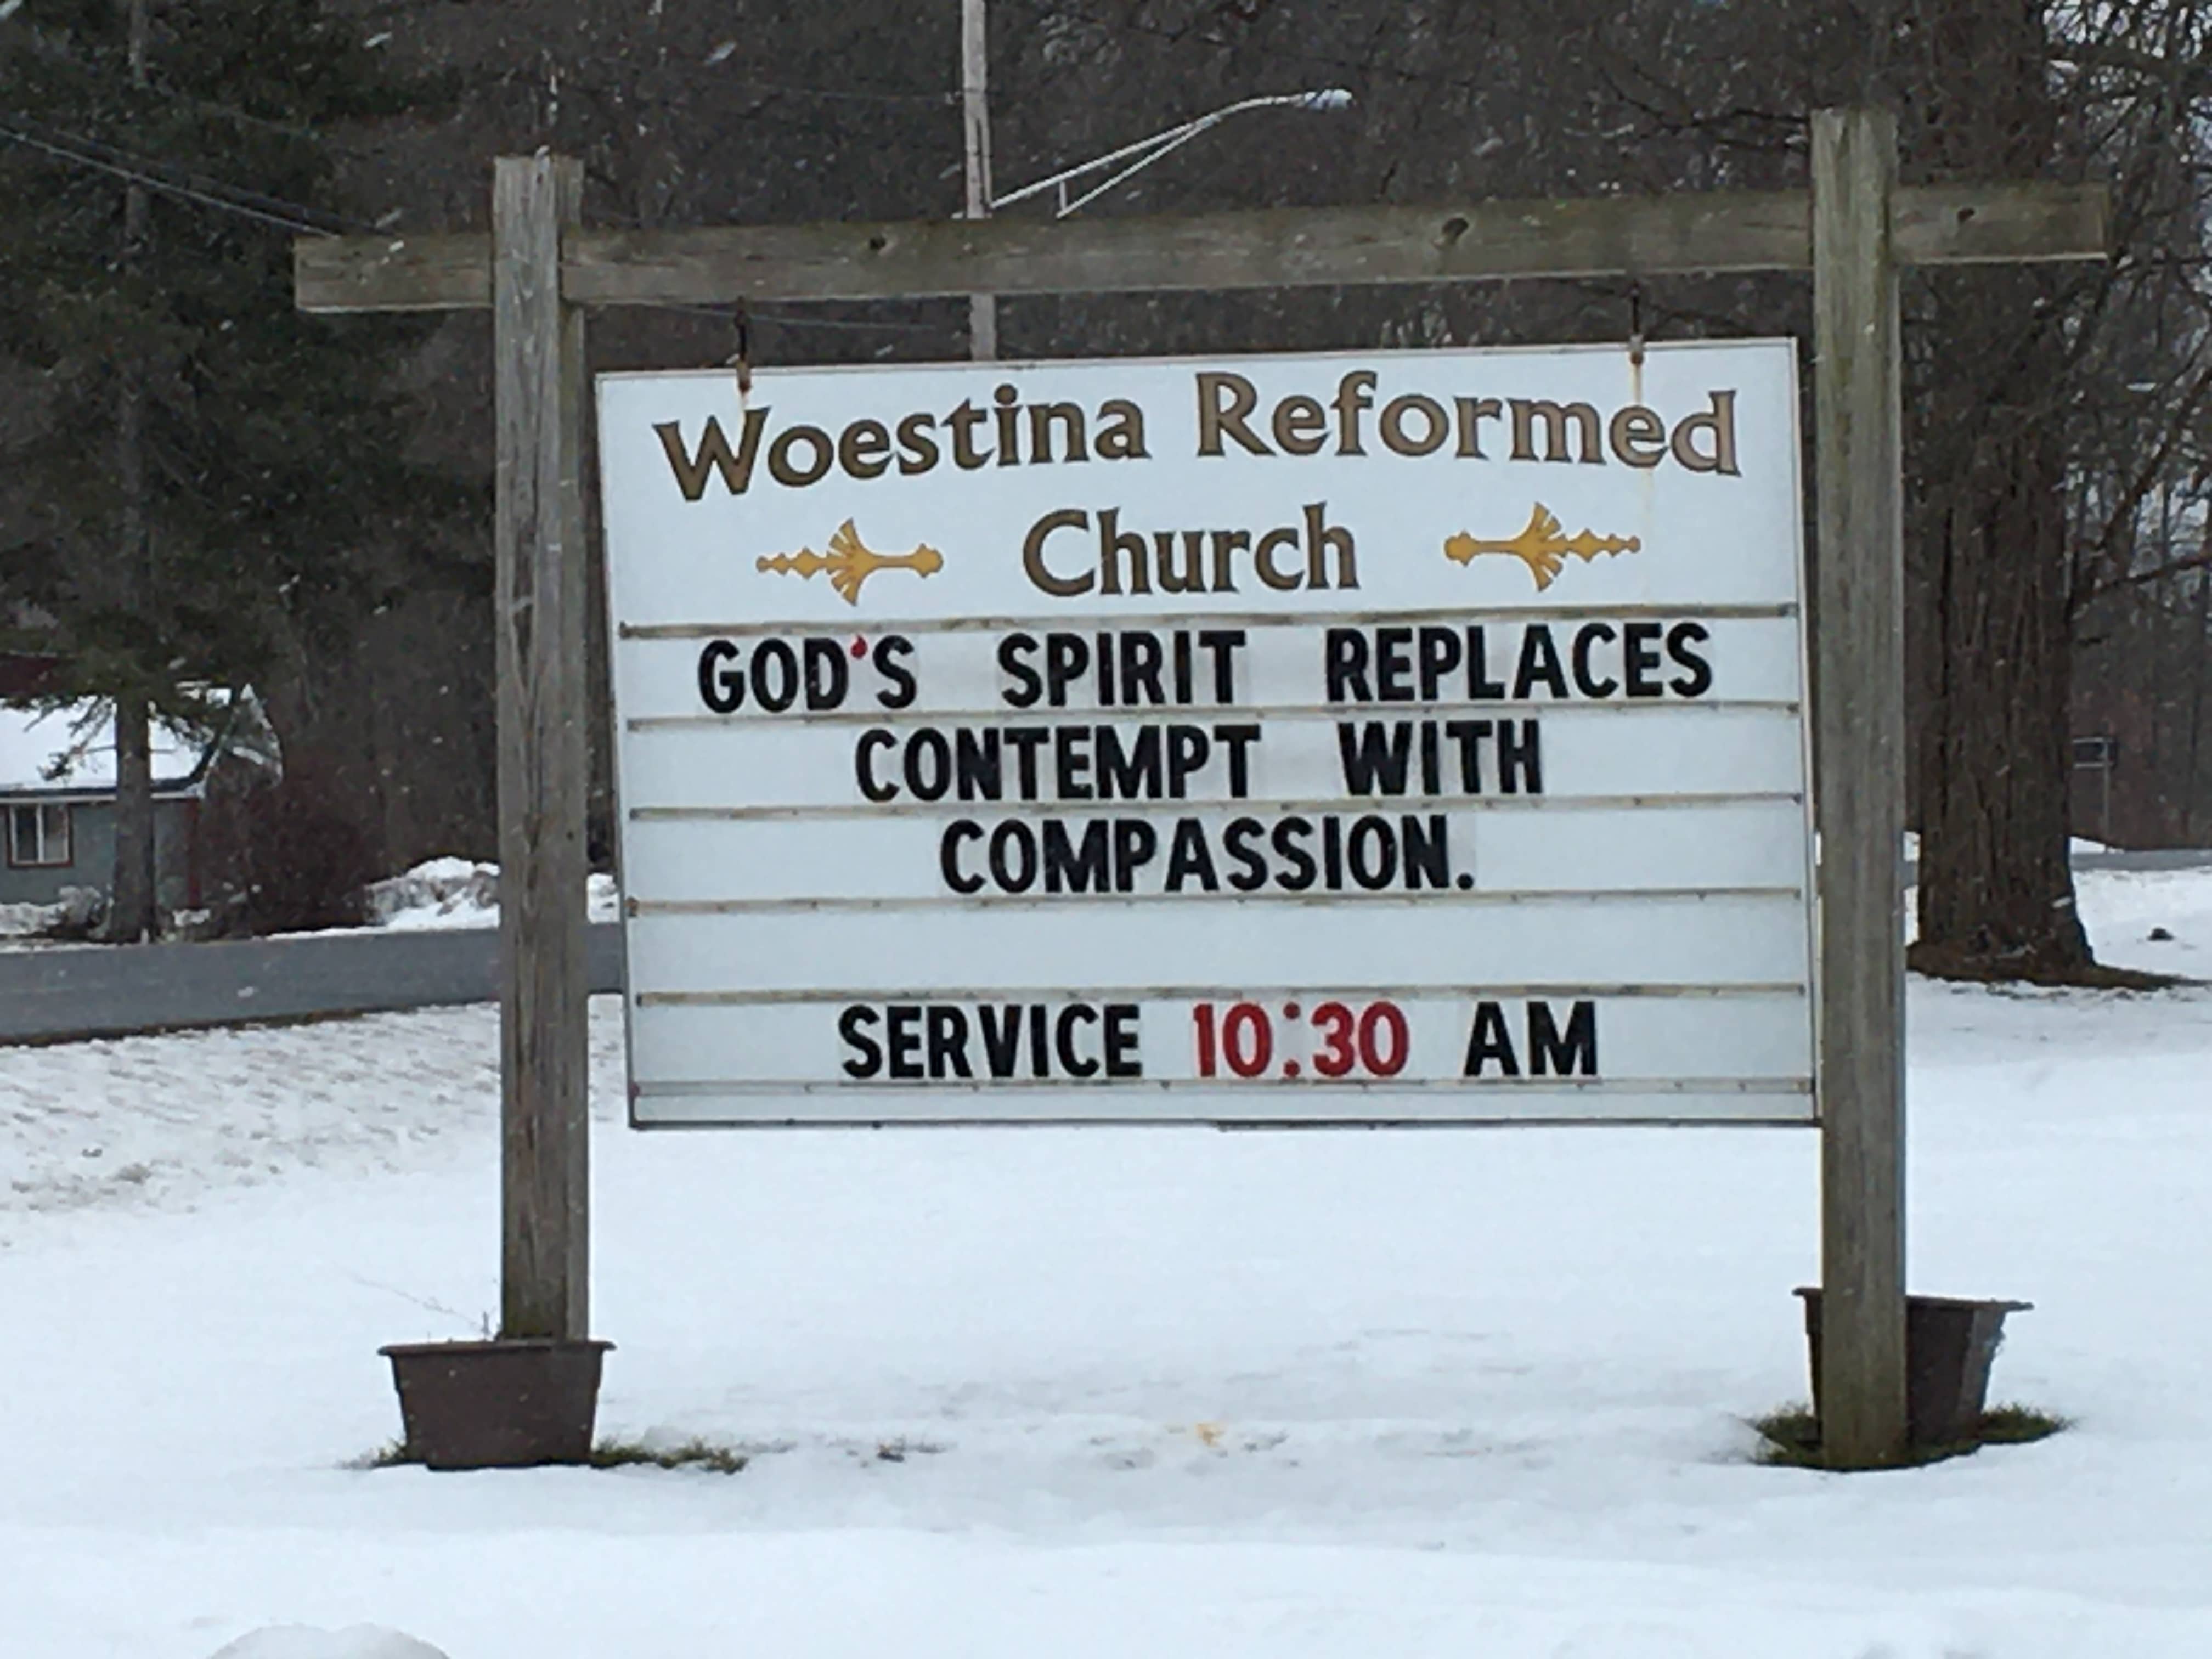 Woestina Reformed
Church
GOD'S SPIRIT REPLACES
CONTEMPT WITH
COMPASSION.
SERVICE 10:30 AM